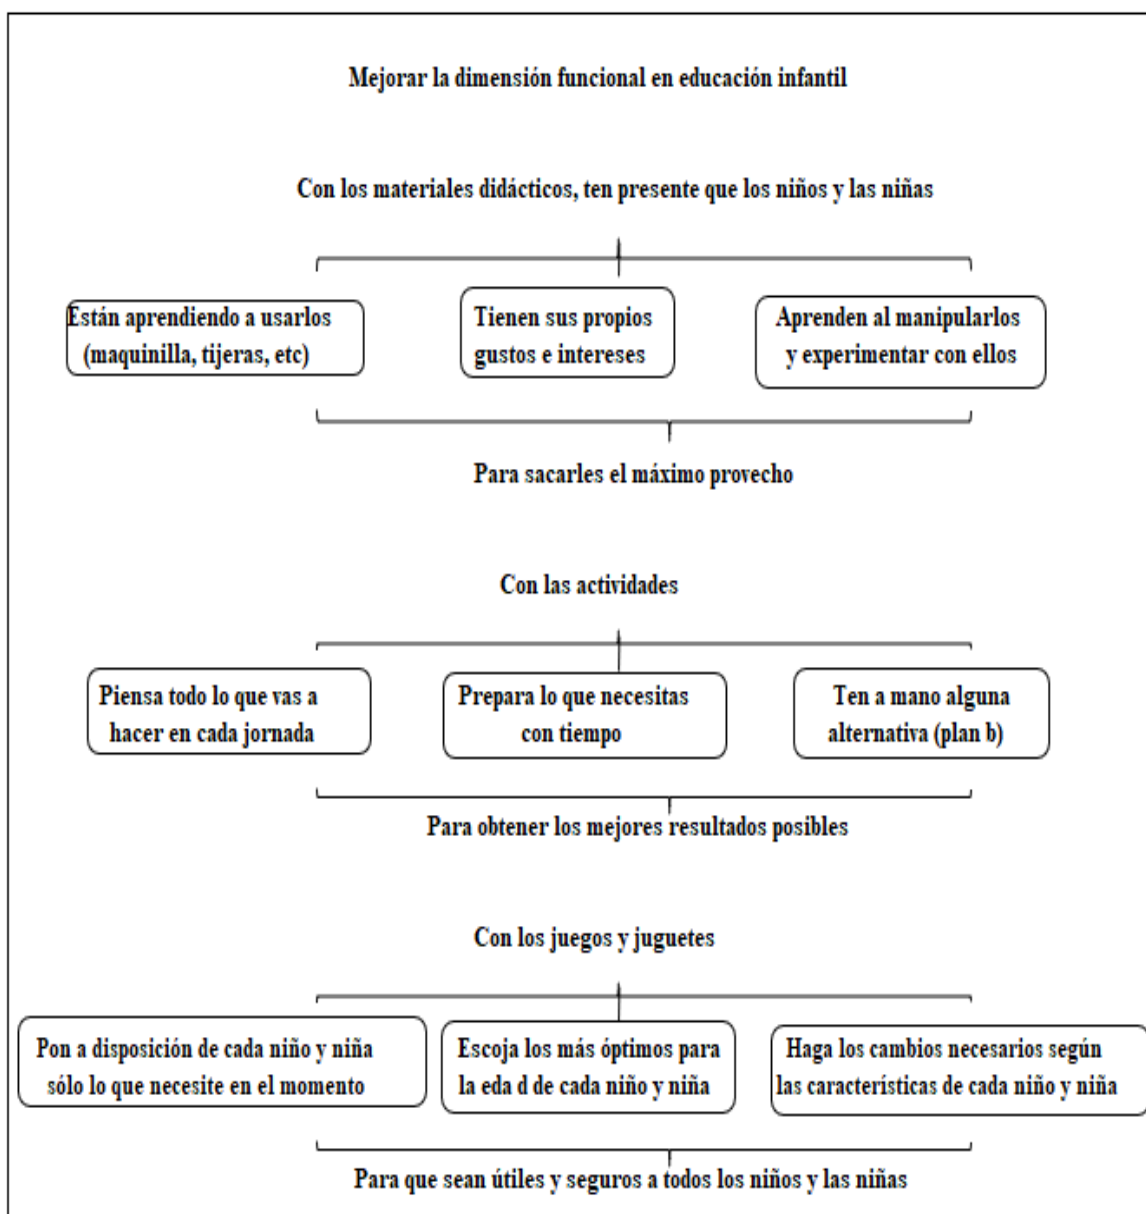 Mejorar la dimensión funcional en educación infantil
Con los materiales didácticos, ten presente que los niños y las niñas
Están aprendiendo a usarlos
(maquinilla, tijeras, etc)
Tienen sus propios
gustos e intereses
Aprenden al manipularlos
y experimentar con ellos
Para sacarles el máximo provecho
Con las actividades
Piensa todo lo que vas a
hacer en cada jornada
Prepara lo que necesitas
con tiempo
Ten a mano alguna
alternativa (plan b)
Para obtener los mejores resultados posibles
Con los juegos y juguetes
Pon a disposición de cada niño y niña
sólo lo que necesite en el momento
Escoja los más óptimos para
la eda d de cada niño y niña
Haga los cambios necesarios según
las características de cada niño y niña
Para que sean útiles y seguros a todos los niños y las niñas